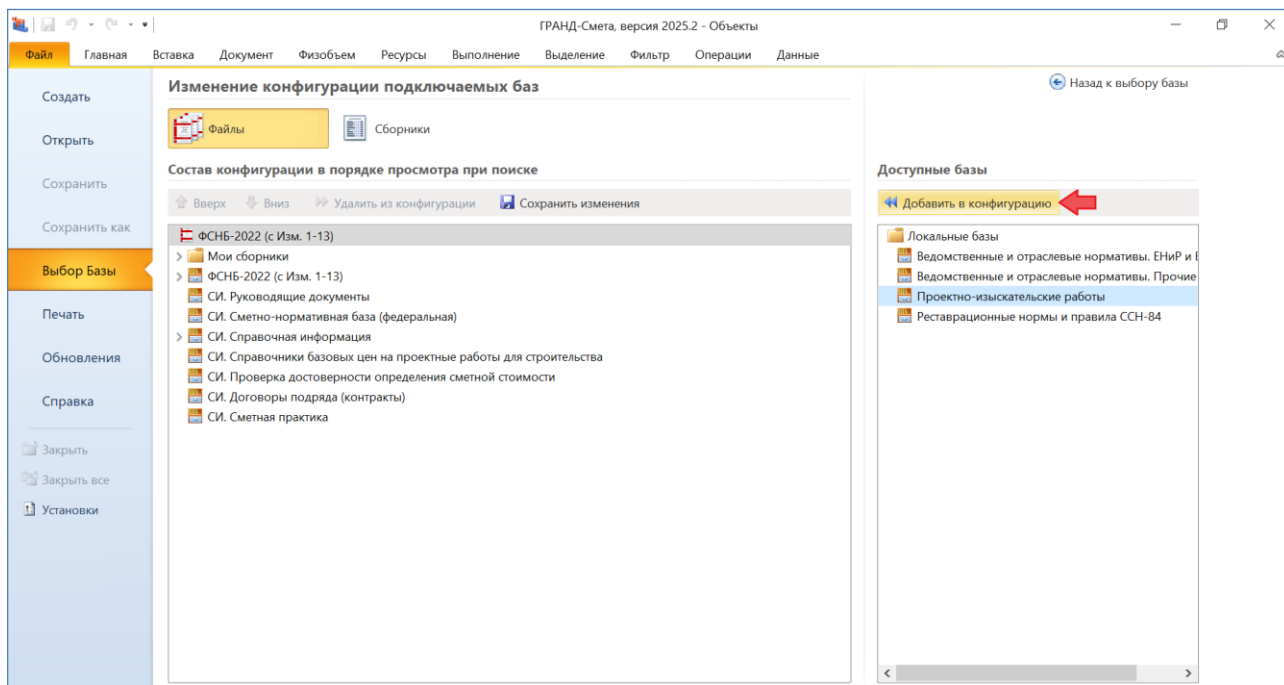 ГРАНД-Смета, версия 2025.2 - Объекты
Файл Главная Вставка Документ Физобъем Ресурсы Выполнение Выделение Фильтр Операции Данные
Создать
Открыть
Сохранить
Сохранить как
Выбор Базы
Печать
Обновления
Справка
Закрыть
Закрыть все
Установки
Изменение конфигурации подключаемых баз
Назад к выбору базы
Файлы Сборники
Состав конфигурации в порядке просмотра при поиске
Вверх Вниз Удалить из конфигурации Сохранить изменения
ФСНБ-2022 (с Изм. 1-13)
Мои сборники
ФСНБ-2022 (с Изм. 1-13)
СИ. Руководящие документы
СИ. Сметно-нормативная база (федеральная)
СИ. Справочная информация
СИ. Справочники базовых цен на проектные работы для строительства
СИ. Проверка достоверности определения сметной стоимости
СИ. Договоры подряда (контракты)
СИ. Сметная практика
Доступные базы
Добавить в конфигурацию
Локальные базы
Ведомственные и отраслевые нормативы. ЕНиР и
Ведомственные и отраслевые нормативы. Прочие
Проектно-изыскательские работы
Реставрационные нормы и правила ССН-84